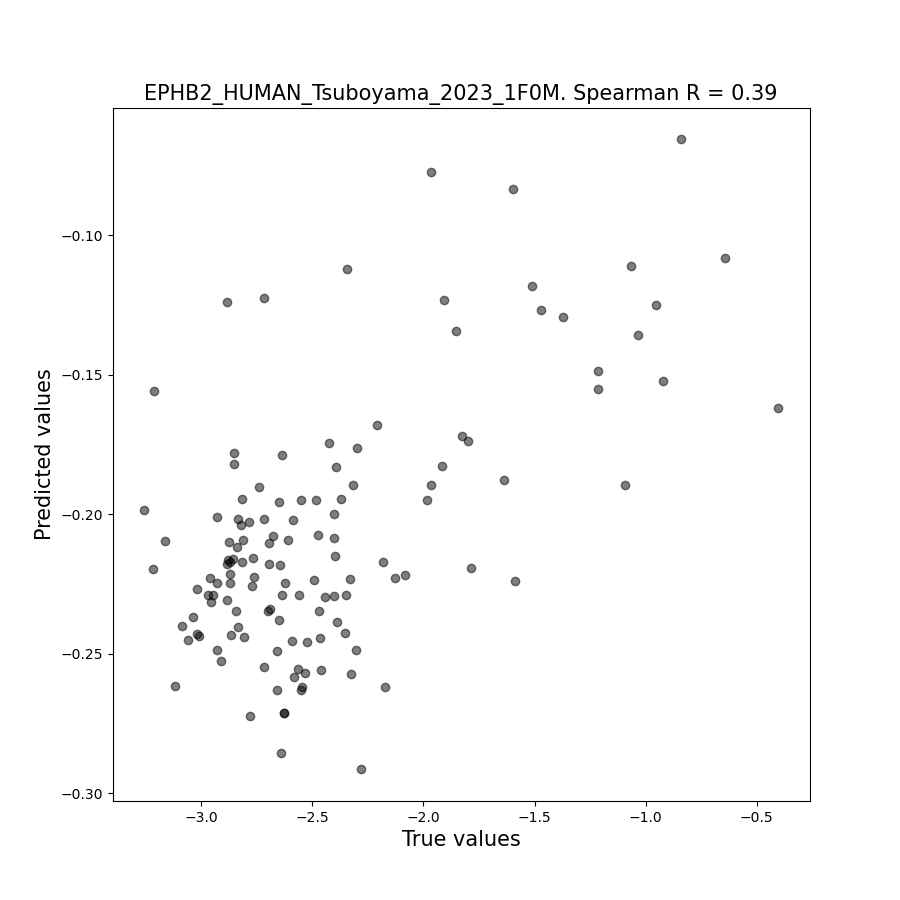 EPHB2_HUMAN_Tsuboyama_2023_1F0M. Spearman R = 0.39
Predicted values
−0.10
−0.15
−0.20
−0.25
−0.30
−3.0 −2.5 −2.0 −1.5 −1.0 −0.5
True values